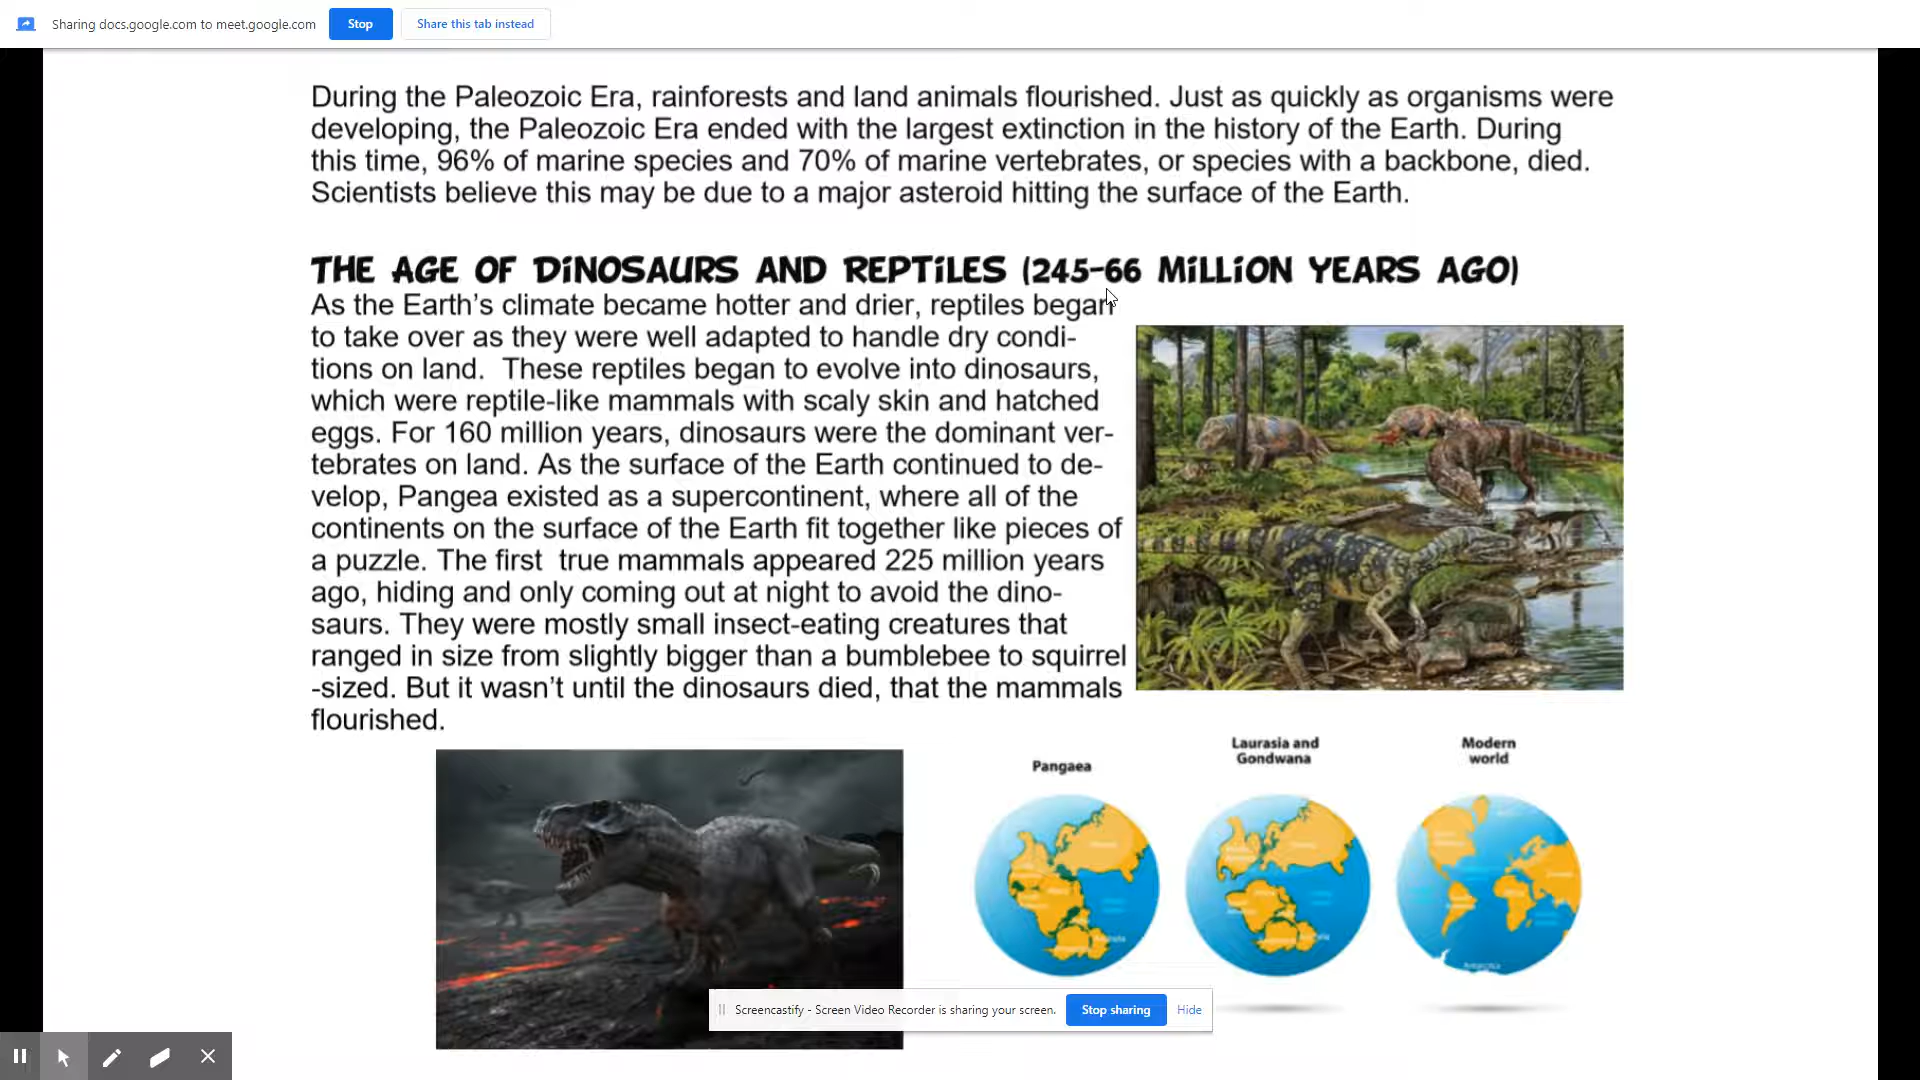 Sharing docs.google.com to meet.google.com Stop Share this tab instead
During the Paleozoic Era, rainforests and land animals flourished. Just as quickly as organisms were
developing, the Paleozoic Era ended with the largest extinction in the history of the Earth. During
this time, 96% of marine species and 70% of marine vertebrates, or species with a backbone, died.
Scientists believe this may be due to a major asteroid hitting the surface of the Earth.
THE AGE OF DINOSAURS AND REPTILES (245-66 MILLION YEARS AGO)
As the Earth's climate became hotter and drier, reptiles began
to take over as they were well adapted to handle dry condi-
tions on land. These reptiles began to evolve into dinosaurs,
which were reptile-like mammals with scaly skin and hatched
eggs. For 160 million years, dinosaurs were the dominant ver-
tebrates on land. As the surface of the Earth continued to de-
velop, Pangea existed as a supercontinent, where all of the
continents on the surface of the Earth fit together like pieces of
a puzzle. The first true mammals appeared 225 million years
ago, hiding and only coming out at night to avoid the dino-
saurs. They were mostly small insect-eating creatures that
ranged in size from slightly bigger than a bumblebee to squirrel
-sized. But it wasn't until the dinosaurs died, that the mammals
flourished.
Pangaea
Laurasia and
Gondwana
Modern
world
Screencastify - Screen Video Recorder is sharing your screen. Stop sharing Hide